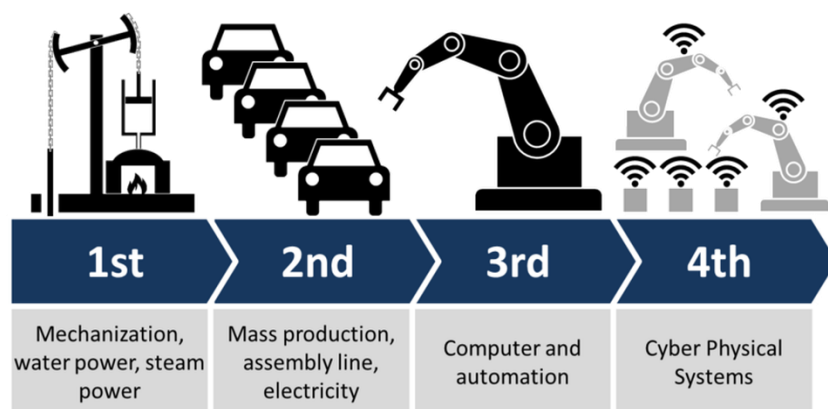 1st
2nd
3rd
4th
Mechanization,
water power, steam
power
Mass production,
assembly line,
electricity
Computer and
automation
Cyber Physical
Systems